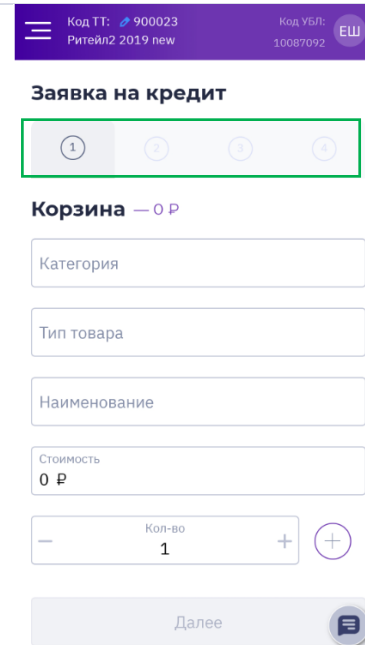 Код ТТ: 900023
Ритейл2 2019 new
Код УБЛ:
10087092
ЕШ
Заявка на кредит
1 2 3 4
Корзина — 0 ₽
Категория
Тип товара
Наименование
Стоимость
0 ₽
Кол-во
1
Далее